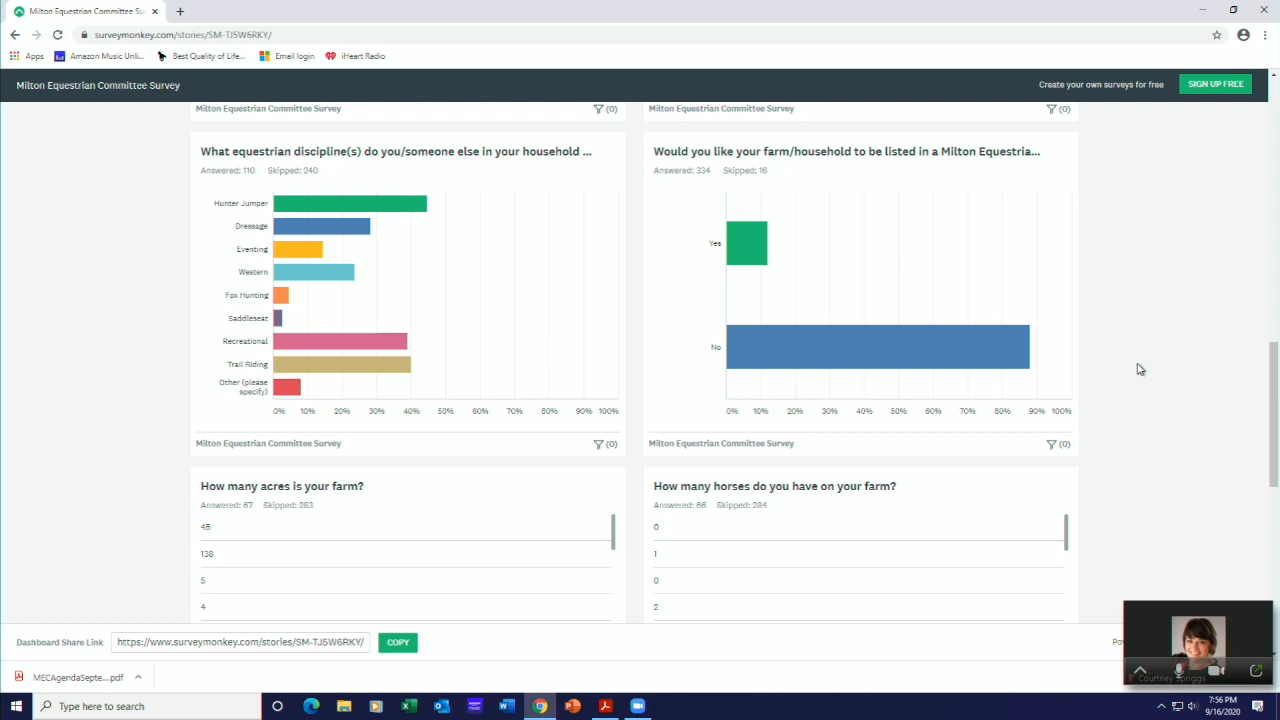 Milton Equestrian Committee Su
surveymonkey.com/stories/SM-TJ5W6RKY/
Apps
Amazon Music Unli...
Best Quality of Life...
Email login
iHeart Radio
Milton Equestrian Committee Survey
Create your own surveys for free
SIGN UP FREE
Milton Equestrian Committee Survey
(0)
Milton Equestrian Committee Survey
(0)
What equestrian discipline(s) do you/someone else in your household ...
Answered: 110 Skipped: 240
Hunter Jumper
Dressage
Eventing
Western
Fox Hunting
Saddleseat
Recreational
Trail Riding
Other (please
specify)
0% 10% 20% 30% 40% 50% 60% 70% 80% 90% 100%
Milton Equestrian Committee Survey
(0)
Would you like your farm/household to be listed in a Milton Equestria...
Answered: 334 Skipped: 16
Yes
No
0% 10% 20% 30% 40% 50% 60% 70% 80% 90% 100%
Milton Equestrian Committee Survey
(0)
How many acres is your farm?
Answered: 67 Skipped: 283
45
138
5
4
How many horses do you have on your farm?
Answered: 66 Skipped: 284
0
1
0
2
Dashboard Share Link
https://www.surveymonkey.com/stories/SM-TJ5W6RKY/
COPY
Po
Courtney Spriggs
MECAgendaSepte....pdf
Type here to search
7:56 PM
9/16/2020